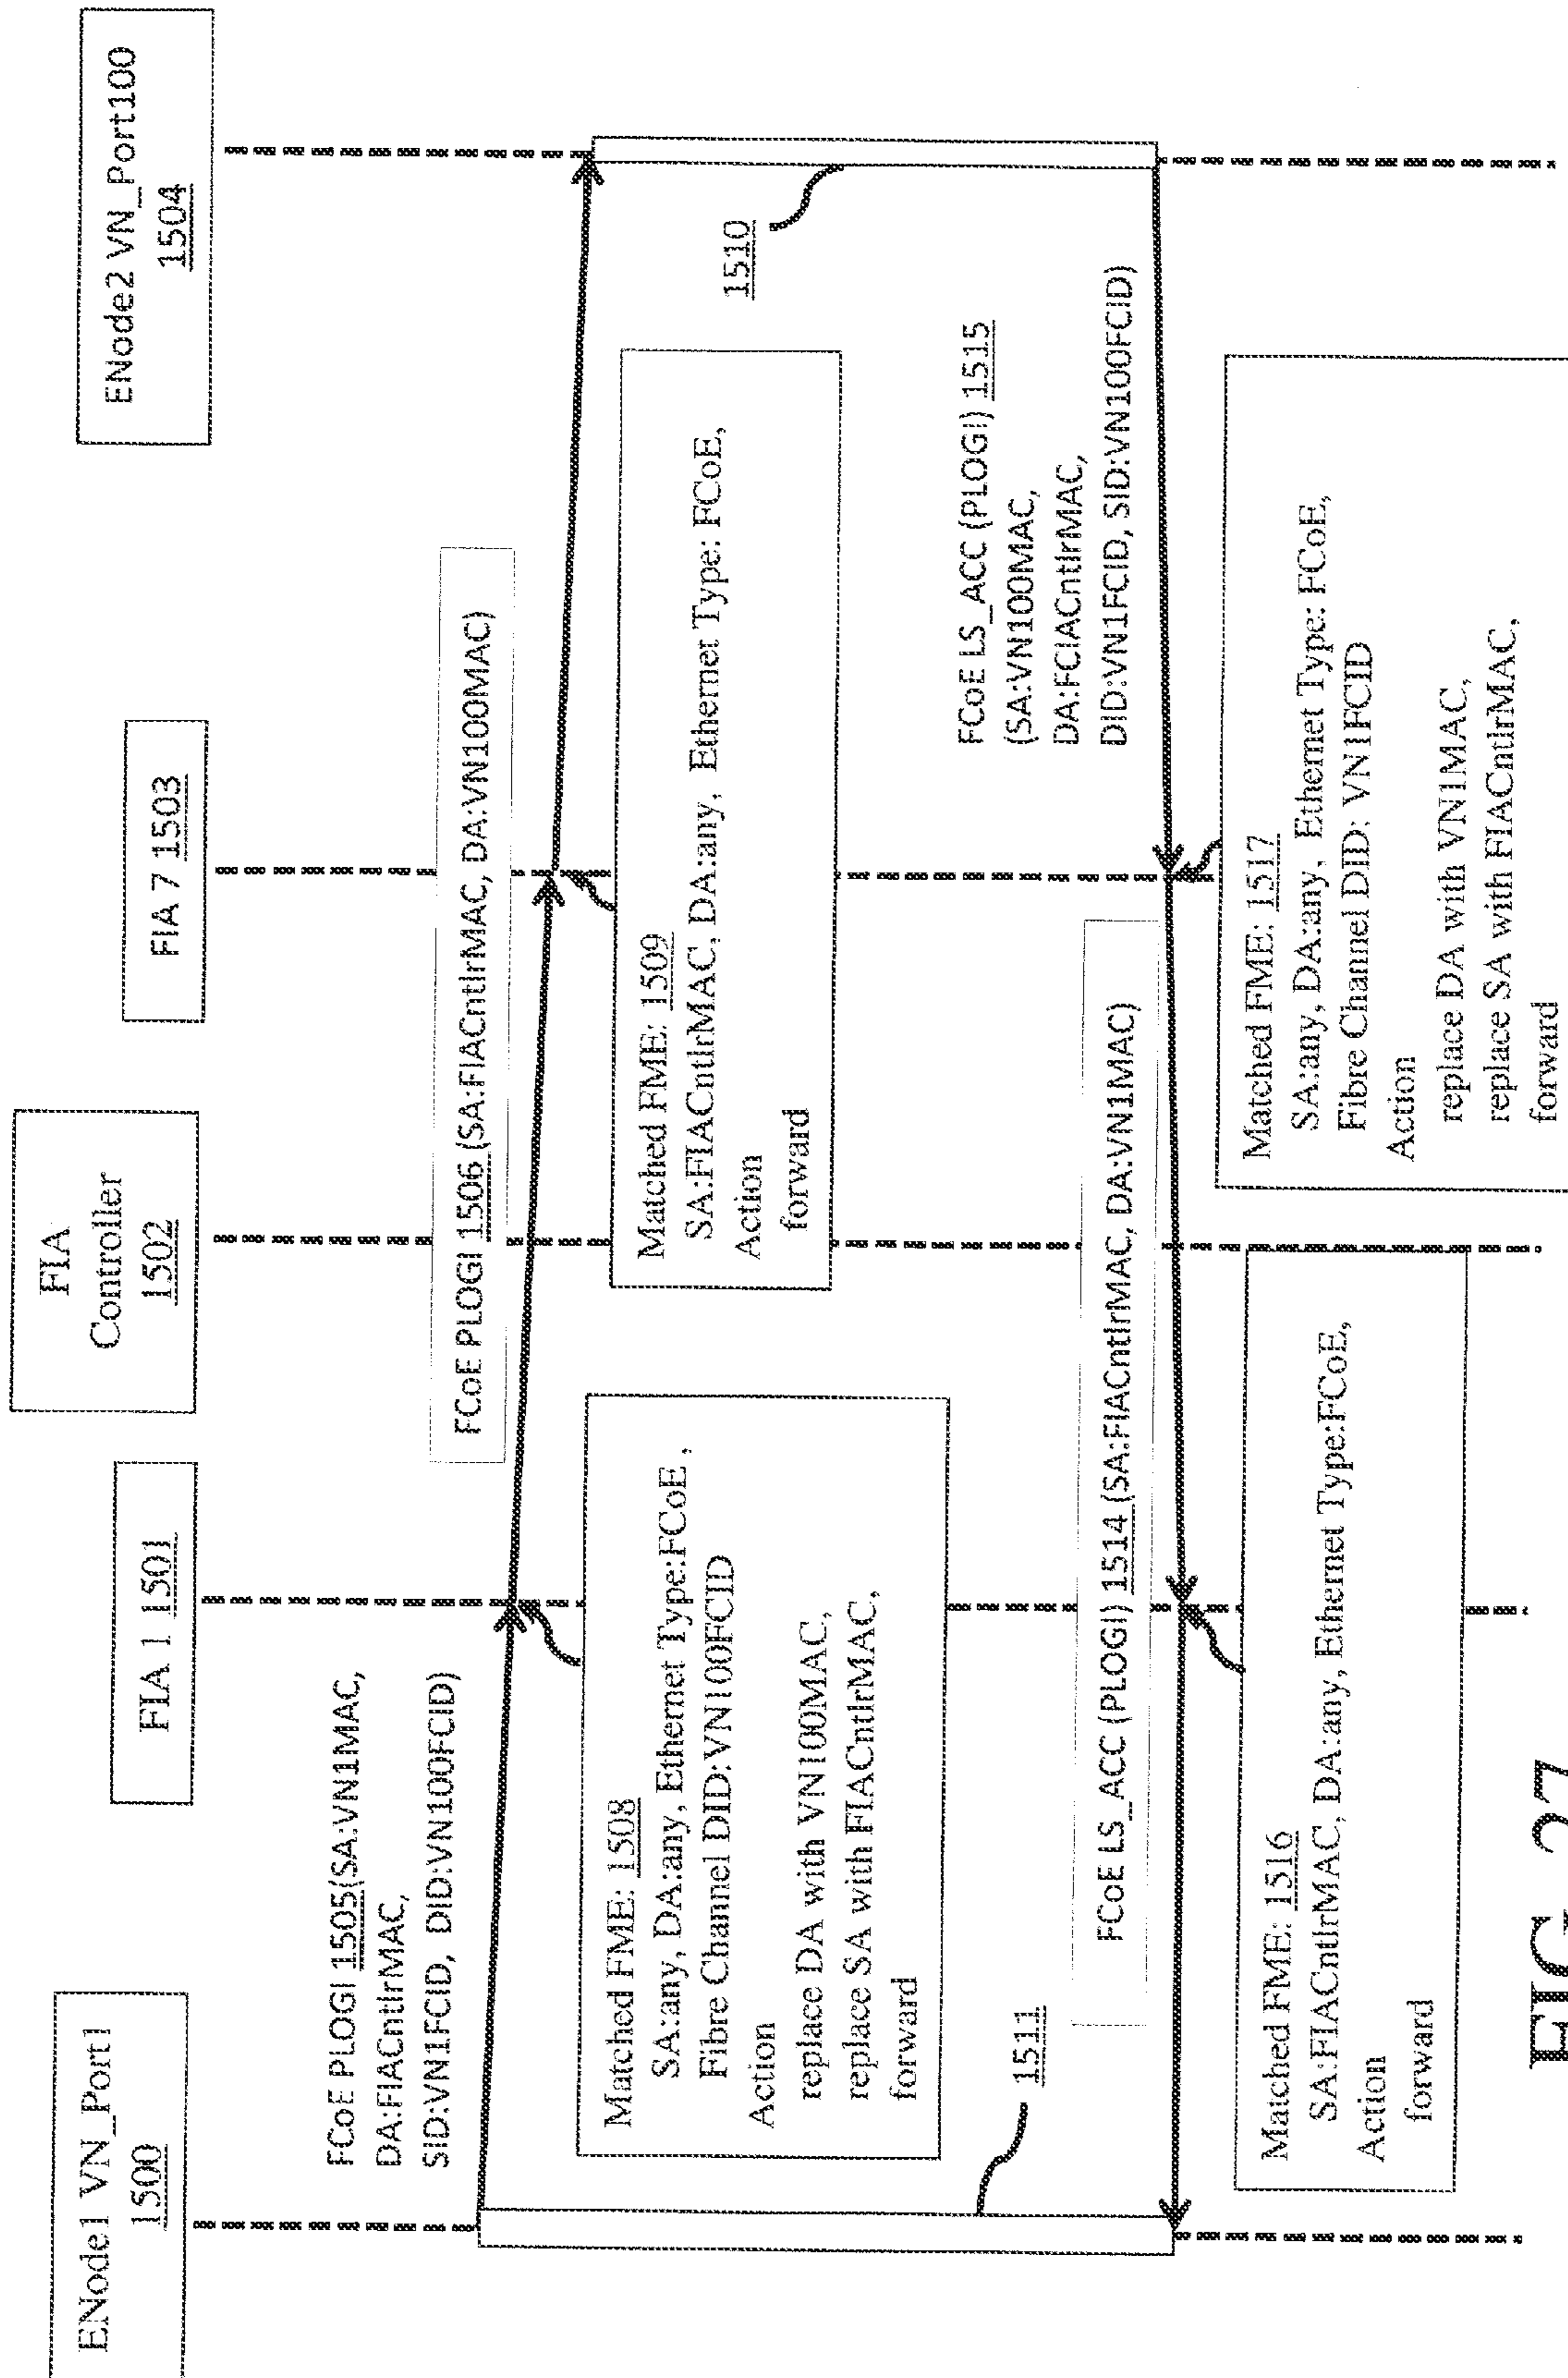 ENode1 VN_Port1
1500
FIA 1 1501
FIA
Controller
1502
FIA 7 1503
ENode2 VN_Port100
1504
FCoE PLOGI 1505(SA:VN1MAC,
DA:FIACntlrMAC,
SID:VN1FCID, DID:VN100FCID)
FCoE PLOGI 1506 (SA:FIACntlrMAC, DA:VN100MAC)
Matched FME: 1508
SA:any, DA:any, Ethernet Type:FCoE ,
Fibre Channel DID:VN100FCID
Action
replace DA with VN100MAC,
replace SA with FIACntlrMAC,
forward
Matched FME: 1509
SA:FIACntlrMAC, DA:any, Ethernet Type: FCoE,
Action
forward
1510
1511
FCoE LS_ACC (PLOGI) 1515
(SA:VN100MAC,
DA:FCIACntlrMAC,
DID:VN1FCID, SID:VN100FCID)
FCoE LS_ACC (PLOGI) 1514 (SA:FIACntlrMAC, DA:VN1MAC)
Matched FME: 1516
SA:FIACntlrMAC, DA:any, Ethernet Type:FCoE,
Action
forward
Matched FME: 1517
SA:any, DA:any, Ethernet Type: FCoE,
Fibre Channel DID: VN1FCID
Action
replace DA with VN1MAC,
replace SA with FIACntlrMAC,
forward
FIG. 27